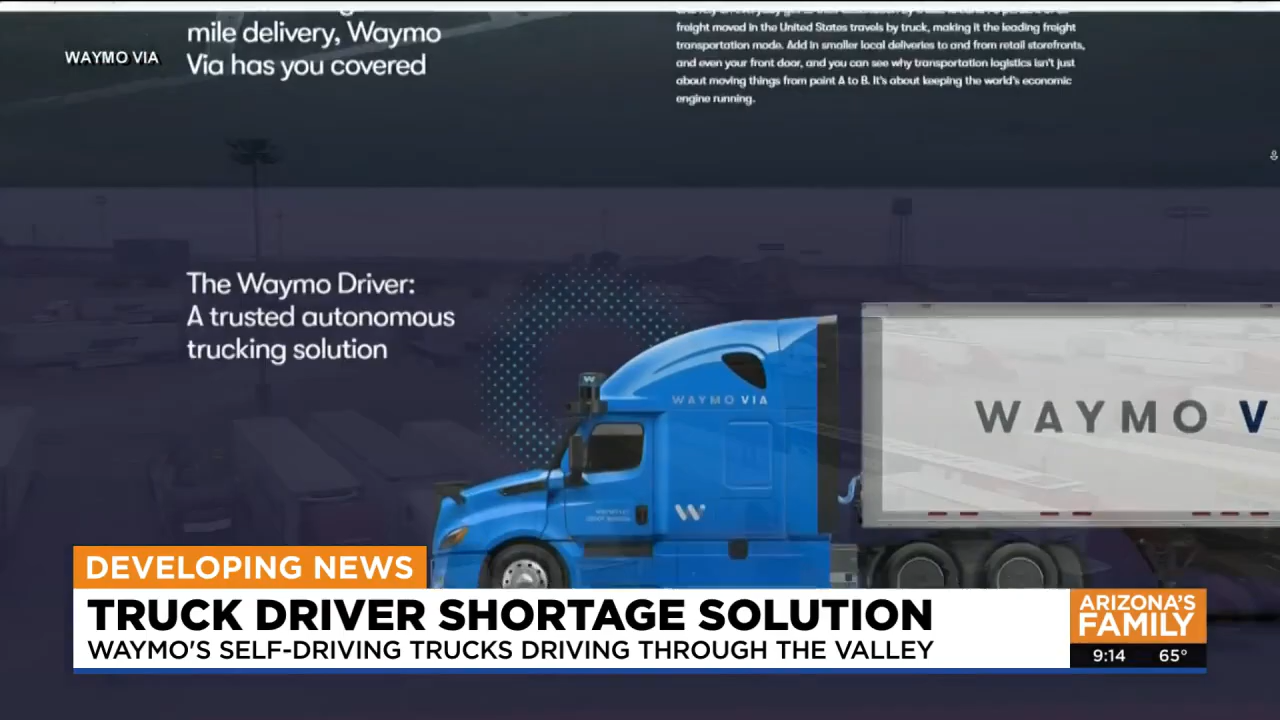 mile delivery, Waymo
Via has you covered
WAYMO VIA
freight moved in the United States travels by truck, making it the leading freight
transportation mode. Add in smaller local deliveries to and from retail storefronts,
and even your front door, and you can see why transportation logistics isn't just
about moving things from point A to B. It's about keeping the world's economic
engine running.
The Waymo Driver:
A trusted autonomous
trucking solution
W
WAYMO VIA
WAYMO V
W
DEVELOPING NEWS
TRUCK DRIVER SHORTAGE SOLUTION
WAYMO'S SELF-DRIVING TRUCKS DRIVING THROUGH THE VALLEY
ARIZONA'S
FAMILY
9:14 65°